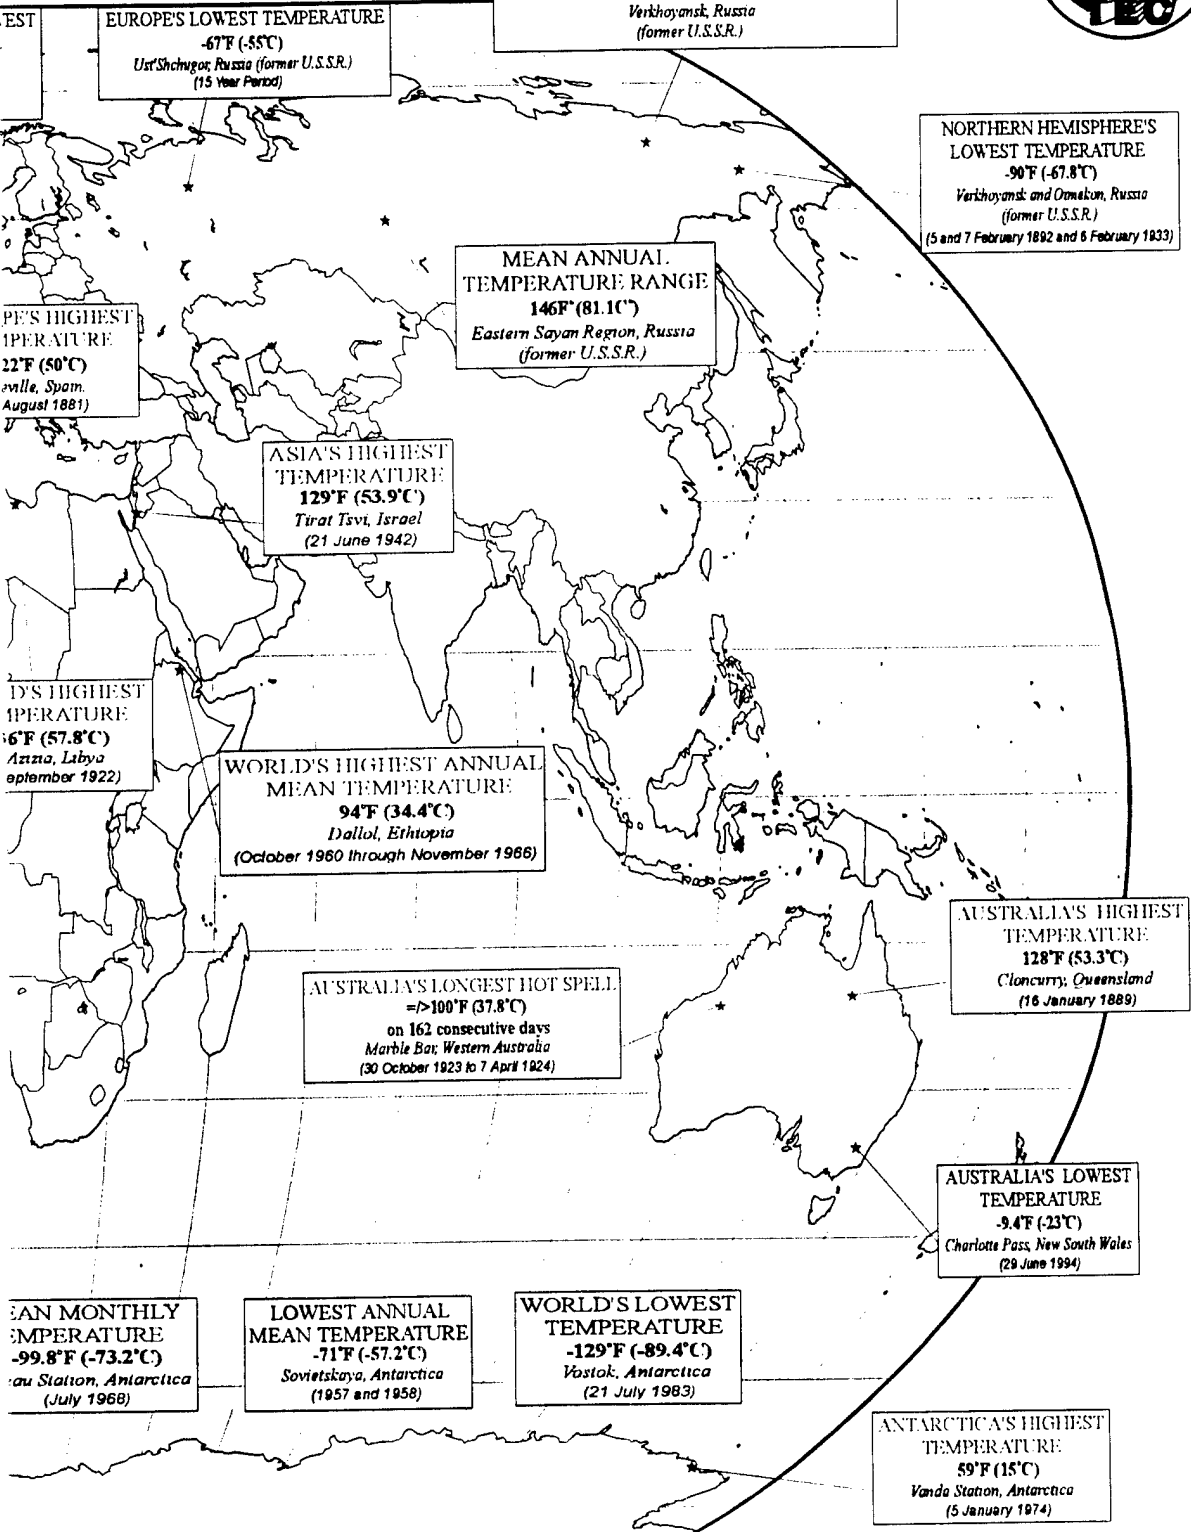 EST
EUROPE'S LOWEST TEMPERATURE
-67°F (-55°C)
Ust'Shchugor, Russia (former U.S.S.R.)
(15 Year Period)
Verkhoyansk, Russia
(former U.S.S.R.)
TEC
NORTHERN HEMISPHERE'S
LOWEST TEMPERATURE
-90°F (-67.8°C)
Verkhoyansk and Oimekon, Russia
(former U.S.S.R.)
(5 and 7 February 1892 and 6 February 1933)
MEAN ANNUAL
TEMPERATURE RANGE
146F° (81.1C°)
Eastern Sayan Region, Russia
(former U.S.S.R.)
PE'S HIGHEST
MPERATURE
22°F (50°C)
eville, Spain.
August 1881)
ASIA'S HIGHEST
TEMPERATURE
129°F (53.9°C)
Tirat Tsvi, Israel
(21 June 1942)
D'S HIGHEST
MPERATURE
36°F (57.8°C)
Azizia, Libya
eptember 1922)
WORLD'S HIGHEST ANNUAL
MEAN TEMPERATURE
94°F (34.4°C)
Dallol, Ethiopia
(October 1960 through November 1966)
AUSTRALIA'S HIGHEST
TEMPERATURE
128°F (53.3°C)
Cloncurry, Queensland
(16 January 1889)
AUSTRALIA'S LONGEST HOT SPELL
=/>100°F (37.8°C)
on 162 consecutive days
Marble Bar, Western Australia
(30 October 1923 to 7 April 1924)
AUSTRALIA'S LOWEST
TEMPERATURE
-9.4°F (-23°C)
Charlotte Pass, New South Wales
(29 June 1994)
EAN MONTHLY
EMPERATURE
-99.8°F (-73.2°C)
eau Station, Antarctica
(July 1968)
LOWEST ANNUAL
MEAN TEMPERATURE
-71°F (-57.2°C)
Sovietskaya, Antarctica
(1957 and 1958)
WORLD'S LOWEST
TEMPERATURE
-129°F (-89.4°C)
Vostok, Antarctica
(21 July 1983)
ANTARCTICA'S HIGHEST
TEMPERATURE
59°F (15°C)
Vanda Station, Antarctica
(5 January 1974)